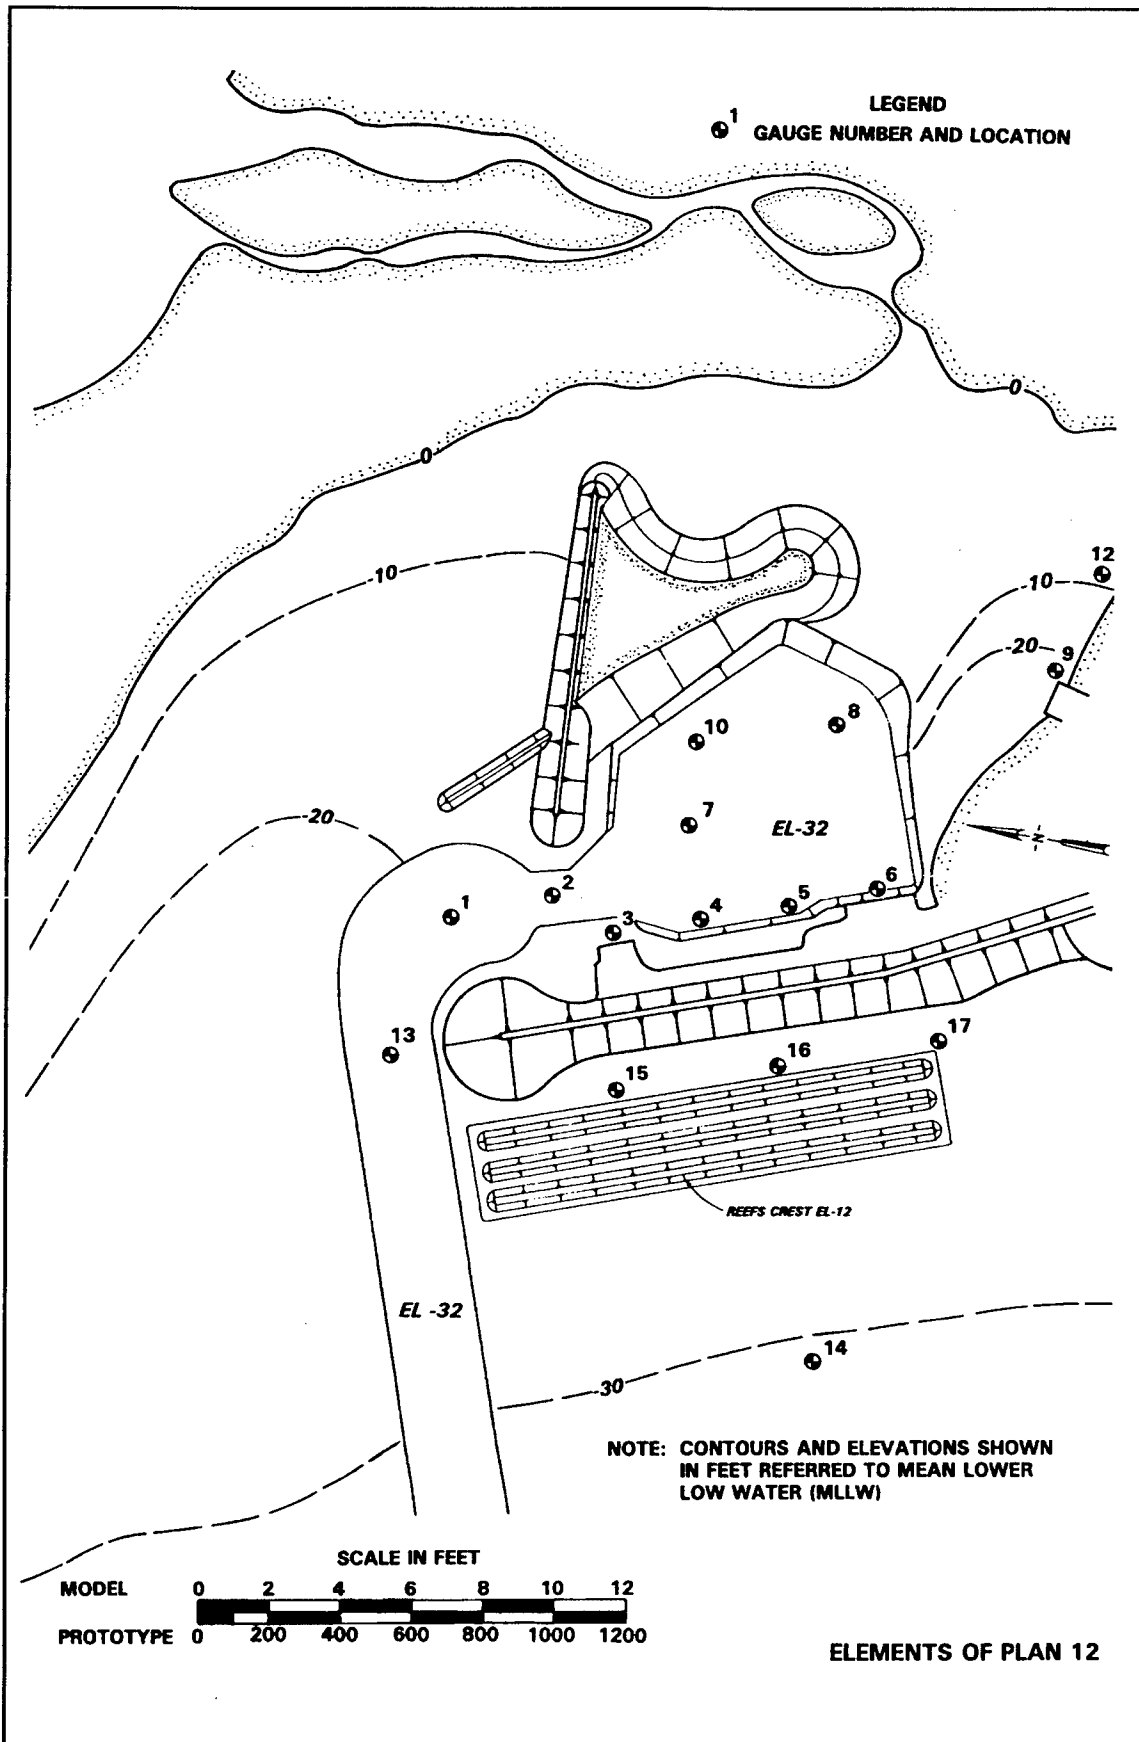 LEGEND
1
GAUGE NUMBER AND LOCATION
0
0
-10
12
-10
-20
9
10
8
7
EL-32
-20
N
2
1
6
5
4
3
13
17
16
15
REEFS CREST EL-12
EL -32
14
-30
NOTE: CONTOURS AND ELEVATIONS SHOWN
IN FEET REFERRED TO MEAN LOWER
LOW WATER (MLLW)
SCALE IN FEET
MODEL 0 2 4 6 8 10 12
PROTOTYPE 0 200 400 600 800 1000 1200
ELEMENTS OF PLAN 12